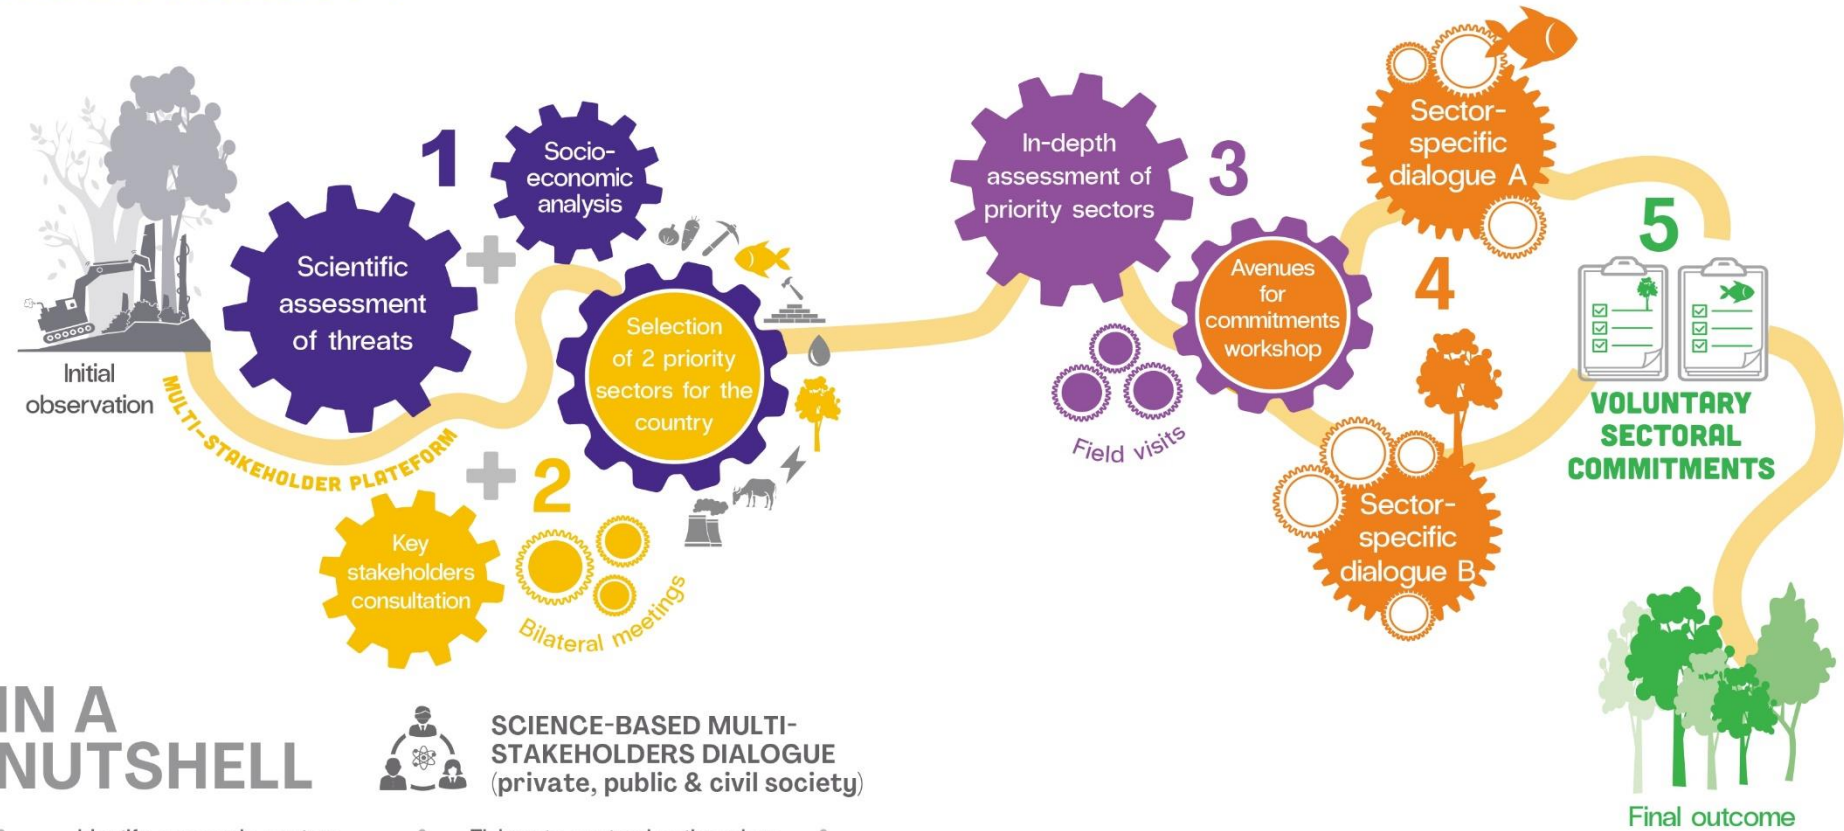 Initial
observation
MULTI-STAKEHOLDER PLATEFORM
1
Scientific
assessment
of threats
Socio-
economic
analysis
2
Key
stakeholders
consultation
Bilateral meetings
Selection
of 2 priority
sectors for the
country
3
In-depth
assessment of
priority sectors
Field visits
Avenues
for
commitments
workshop
4
Sector-
specific
dialogue A
Sector-
specific
dialogue B
5
VOLUNTARY
SECTORAL
COMMITMENTS
Final outcome
IN A
NUTSHELL
SCIENCE-BASED MULTI-
STAKEHOLDERS DIALOGUE
(private, public & civil society)